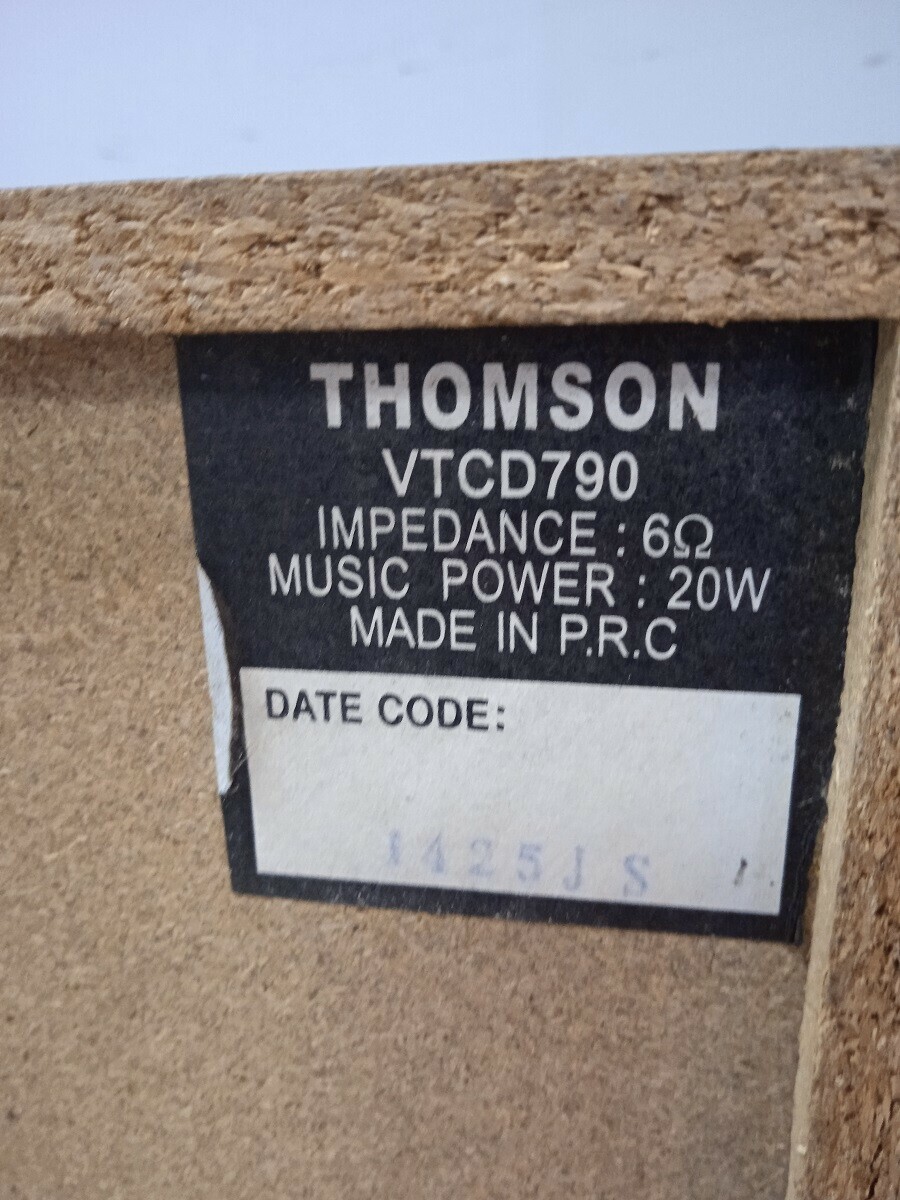 THOMSON
VTCD790
IMPEDANCE : 6Ω
MUSIC POWER : 20W
MADE IN P.R.C
DATE CODE:
1425JS